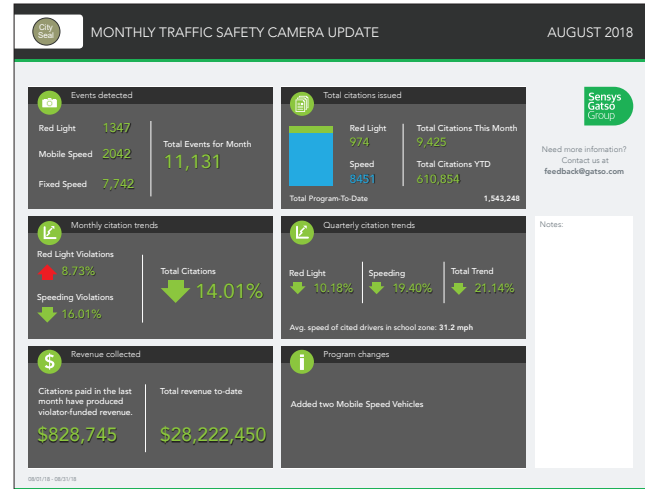 City
Seal
MONTHLY TRAFFIC SAFETY CAMERA UPDATE
AUGUST 2018
Events detected
Red Light 1347
Mobile Speed 2042
Fixed Speed 7,742
Total Events for Month
11,131
Total citations issued
Red Light
974
Speed
8451
Total Citations This Month
9,425
Total Citations YTD
610,854
Total Program-To-Date 1,543,248
Sensys
Gatso
Group
Need more infomation?
Contact us at
feedback@gatso.com
Monthly citation trends
Red Light Violations
8.73%
Speeding Violations
16.01%
Total Citations
14.01%
Quarterly citation trends
Red Light
10.18%
Speeding
19.40%
Total Trend
21.14%
Avg. speed of cited drivers in school zone: 31.2 mph
Notes:
$
Revenue collected
Citations paid in the last
month have produced
violator-funded revenue.
$828,745
Total revenue to-date
$28,222,450
i
Program changes
Added two Mobile Speed Vehicles
08/01/18 - 08/31/18